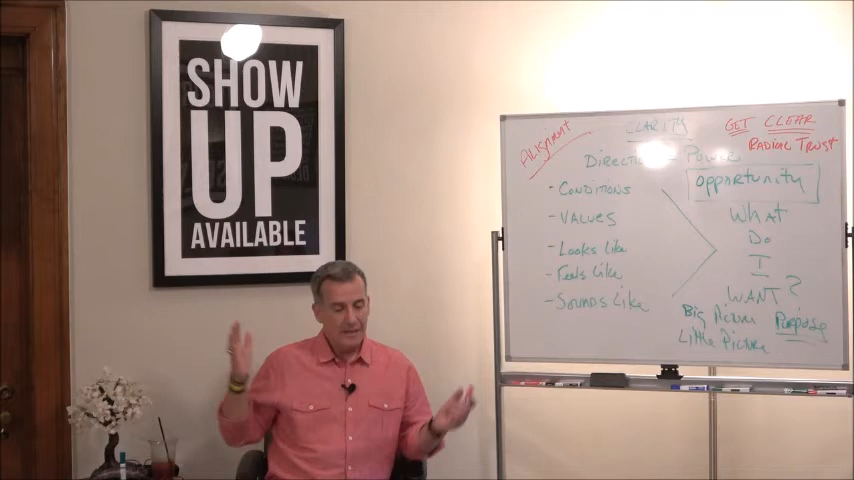 SHOW
UP
AVAILABLE
Alignment
CLARITY
GET CLEAR
RADICAL TRUST
POWER
OPPORTUNITY
- CONDITIONS
- VALUES
- Looks Like
- Feels Like
- Sounds Like
What
Do
I
WANT?
Big Picture Purpose
Little Picture